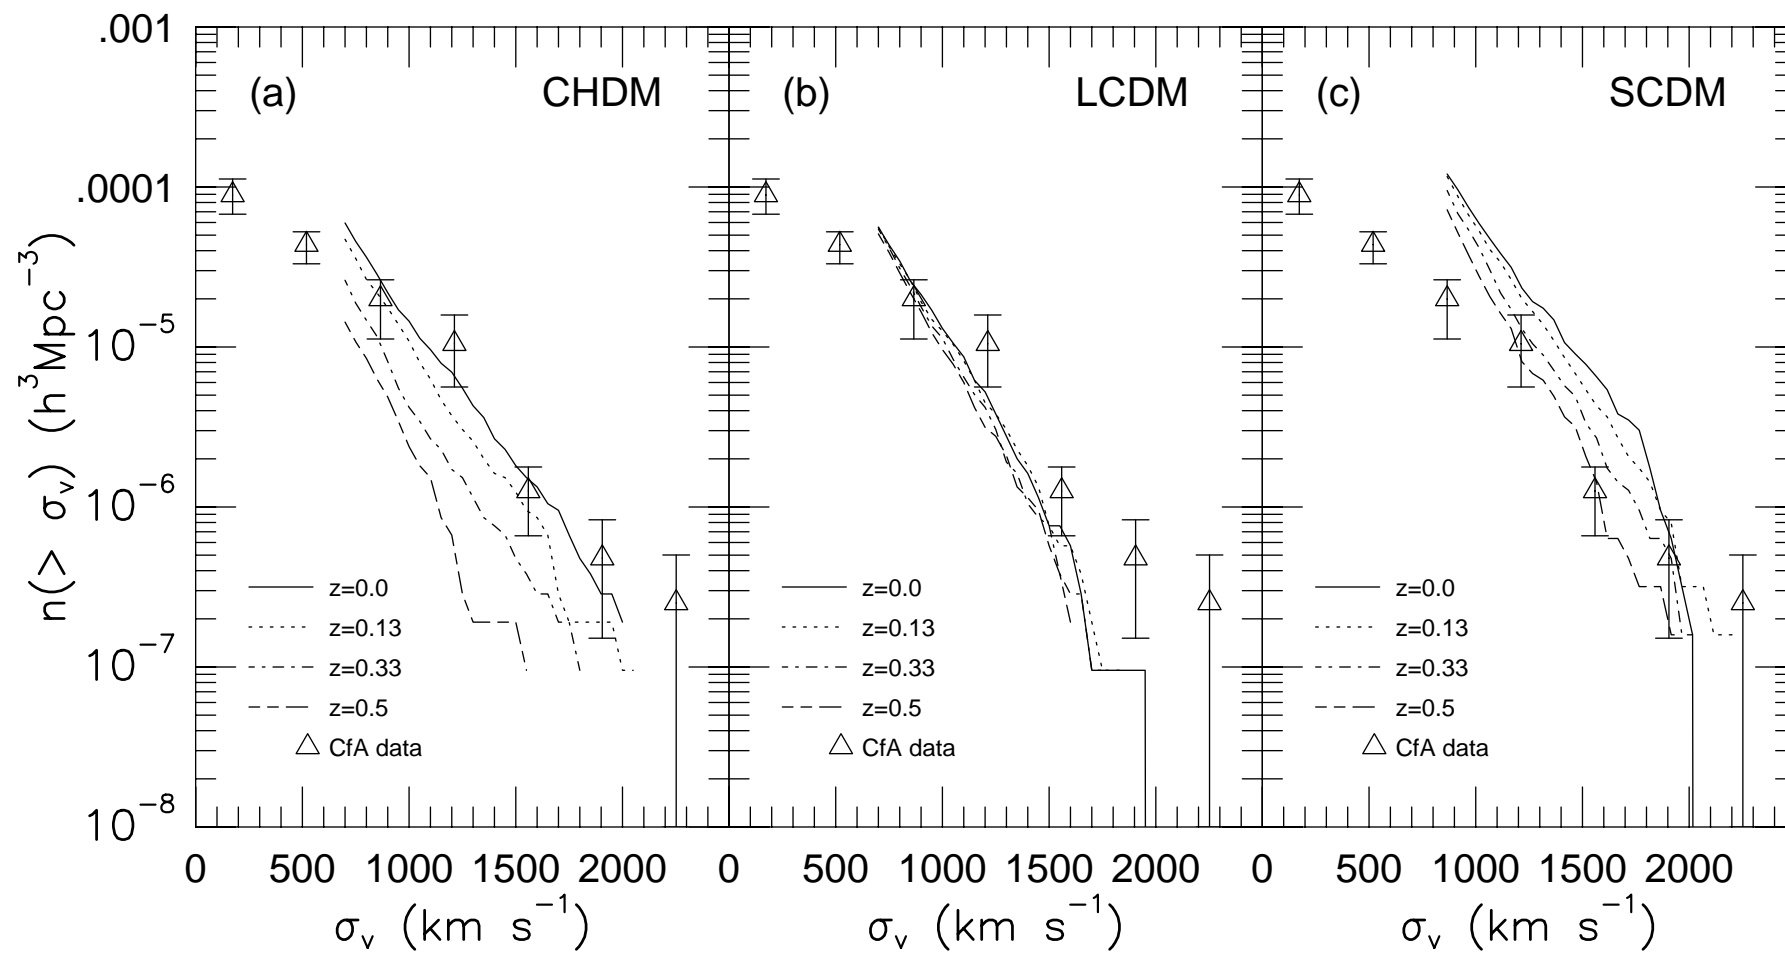 .001
.0001
10⁻⁵
10⁻⁶
10⁻⁷
10⁻⁸
n(> σᵥ) (h³Mpc⁻³)
(a) CHDM
z=0.0
z=0.13
z=0.33
z=0.5
CfA data
0 500 1000 1500 2000
σᵥ (km s⁻¹)
(b) LCDM
z=0.0
z=0.13
z=0.33
z=0.5
CfA data
0 500 1000 1500 2000
σᵥ (km s⁻¹)
(c) SCDM
z=0.0
z=0.13
z=0.33
z=0.5
CfA data
0 500 1000 1500 2000
σᵥ (km s⁻¹)